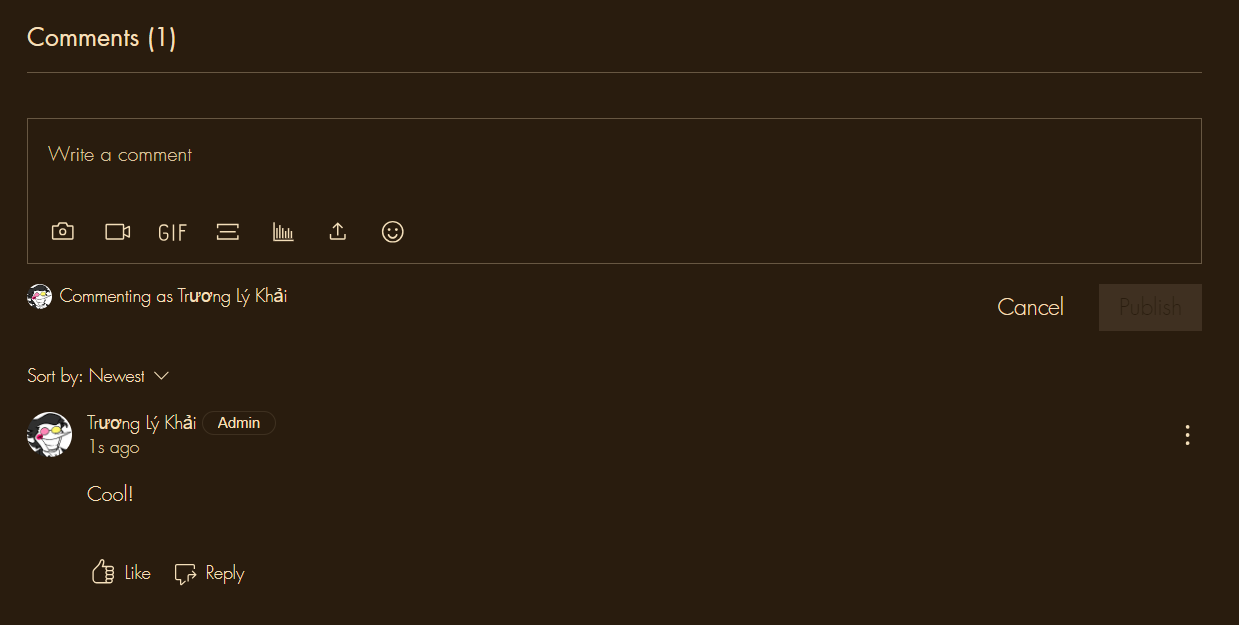 Comments (1)
Write a comment
GIF
Commenting as Trương Lý Khải
Cancel
Publish
Sort by: Newest
Trương Lý Khải Admin
1s ago
Cool!
Like Reply